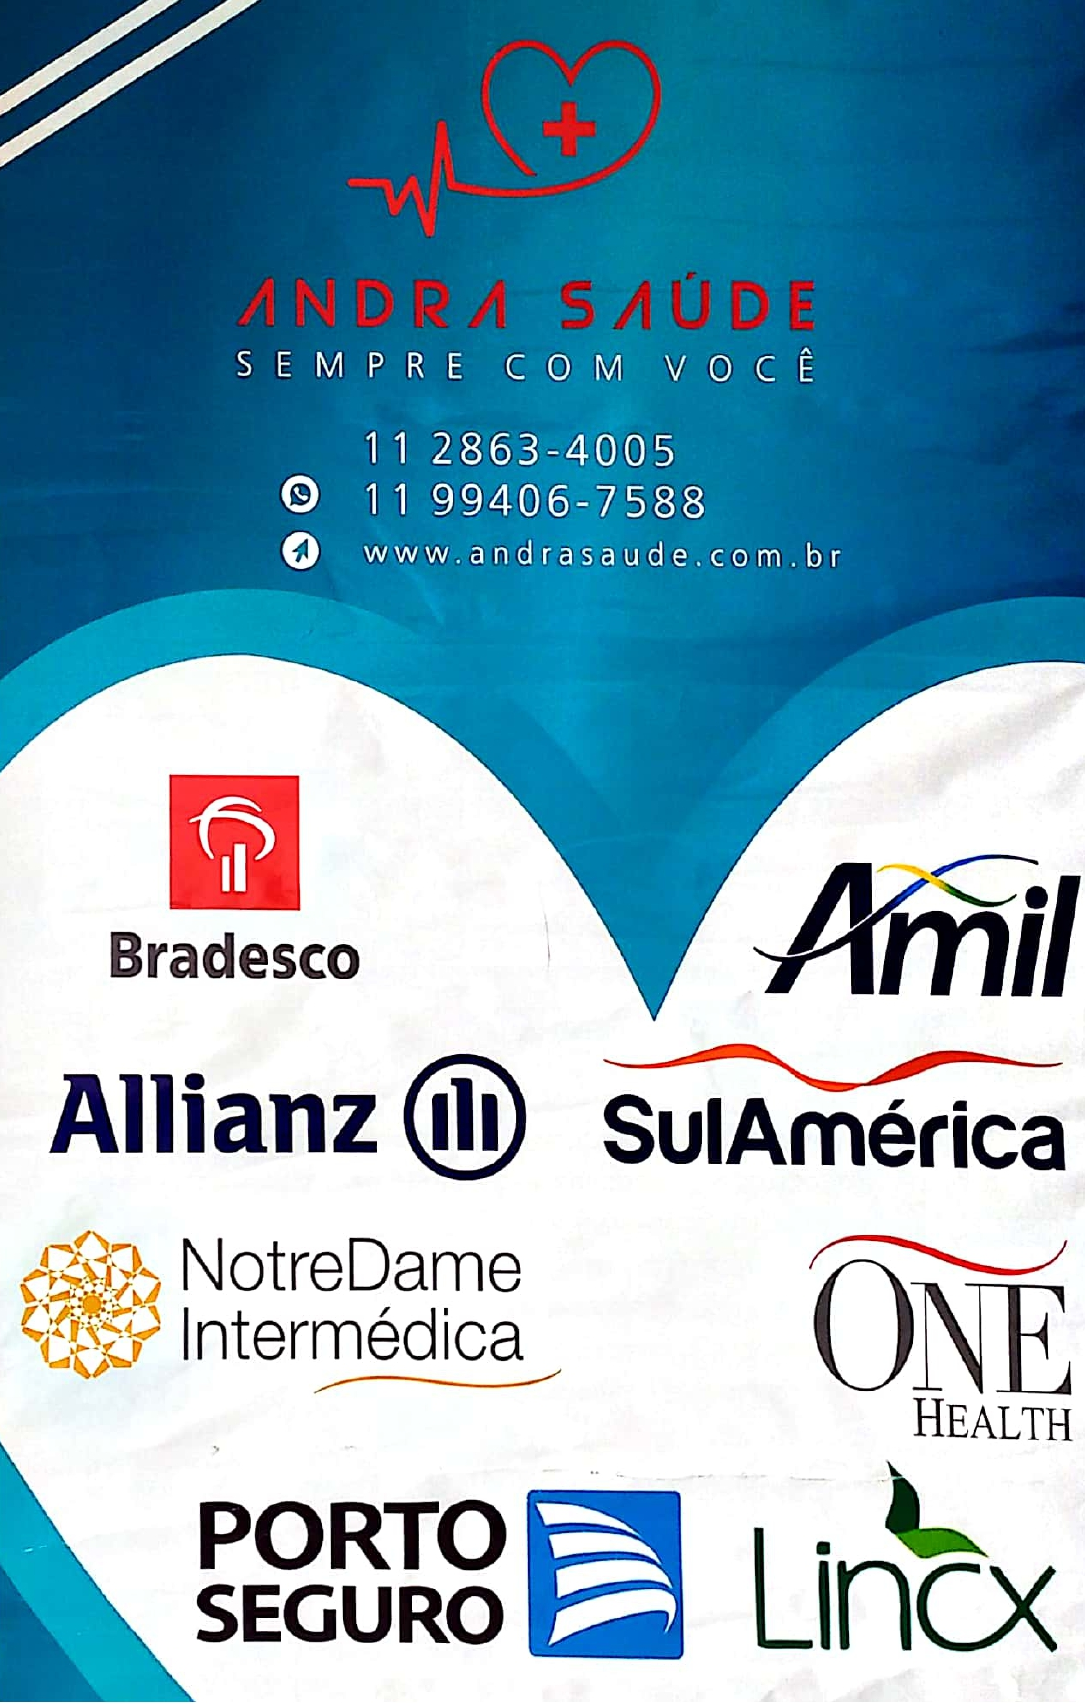 ANDRA SAÚDE
SEMPRE COM VOCÊ
11 2863-4005
11 99406-7588
www.andrasaude.com.br
Bradesco
Amil
Allianz
SulAmérica
NotreDame
Intermédica
ONE
HEALTH
PORTO
SEGURO
Lincx